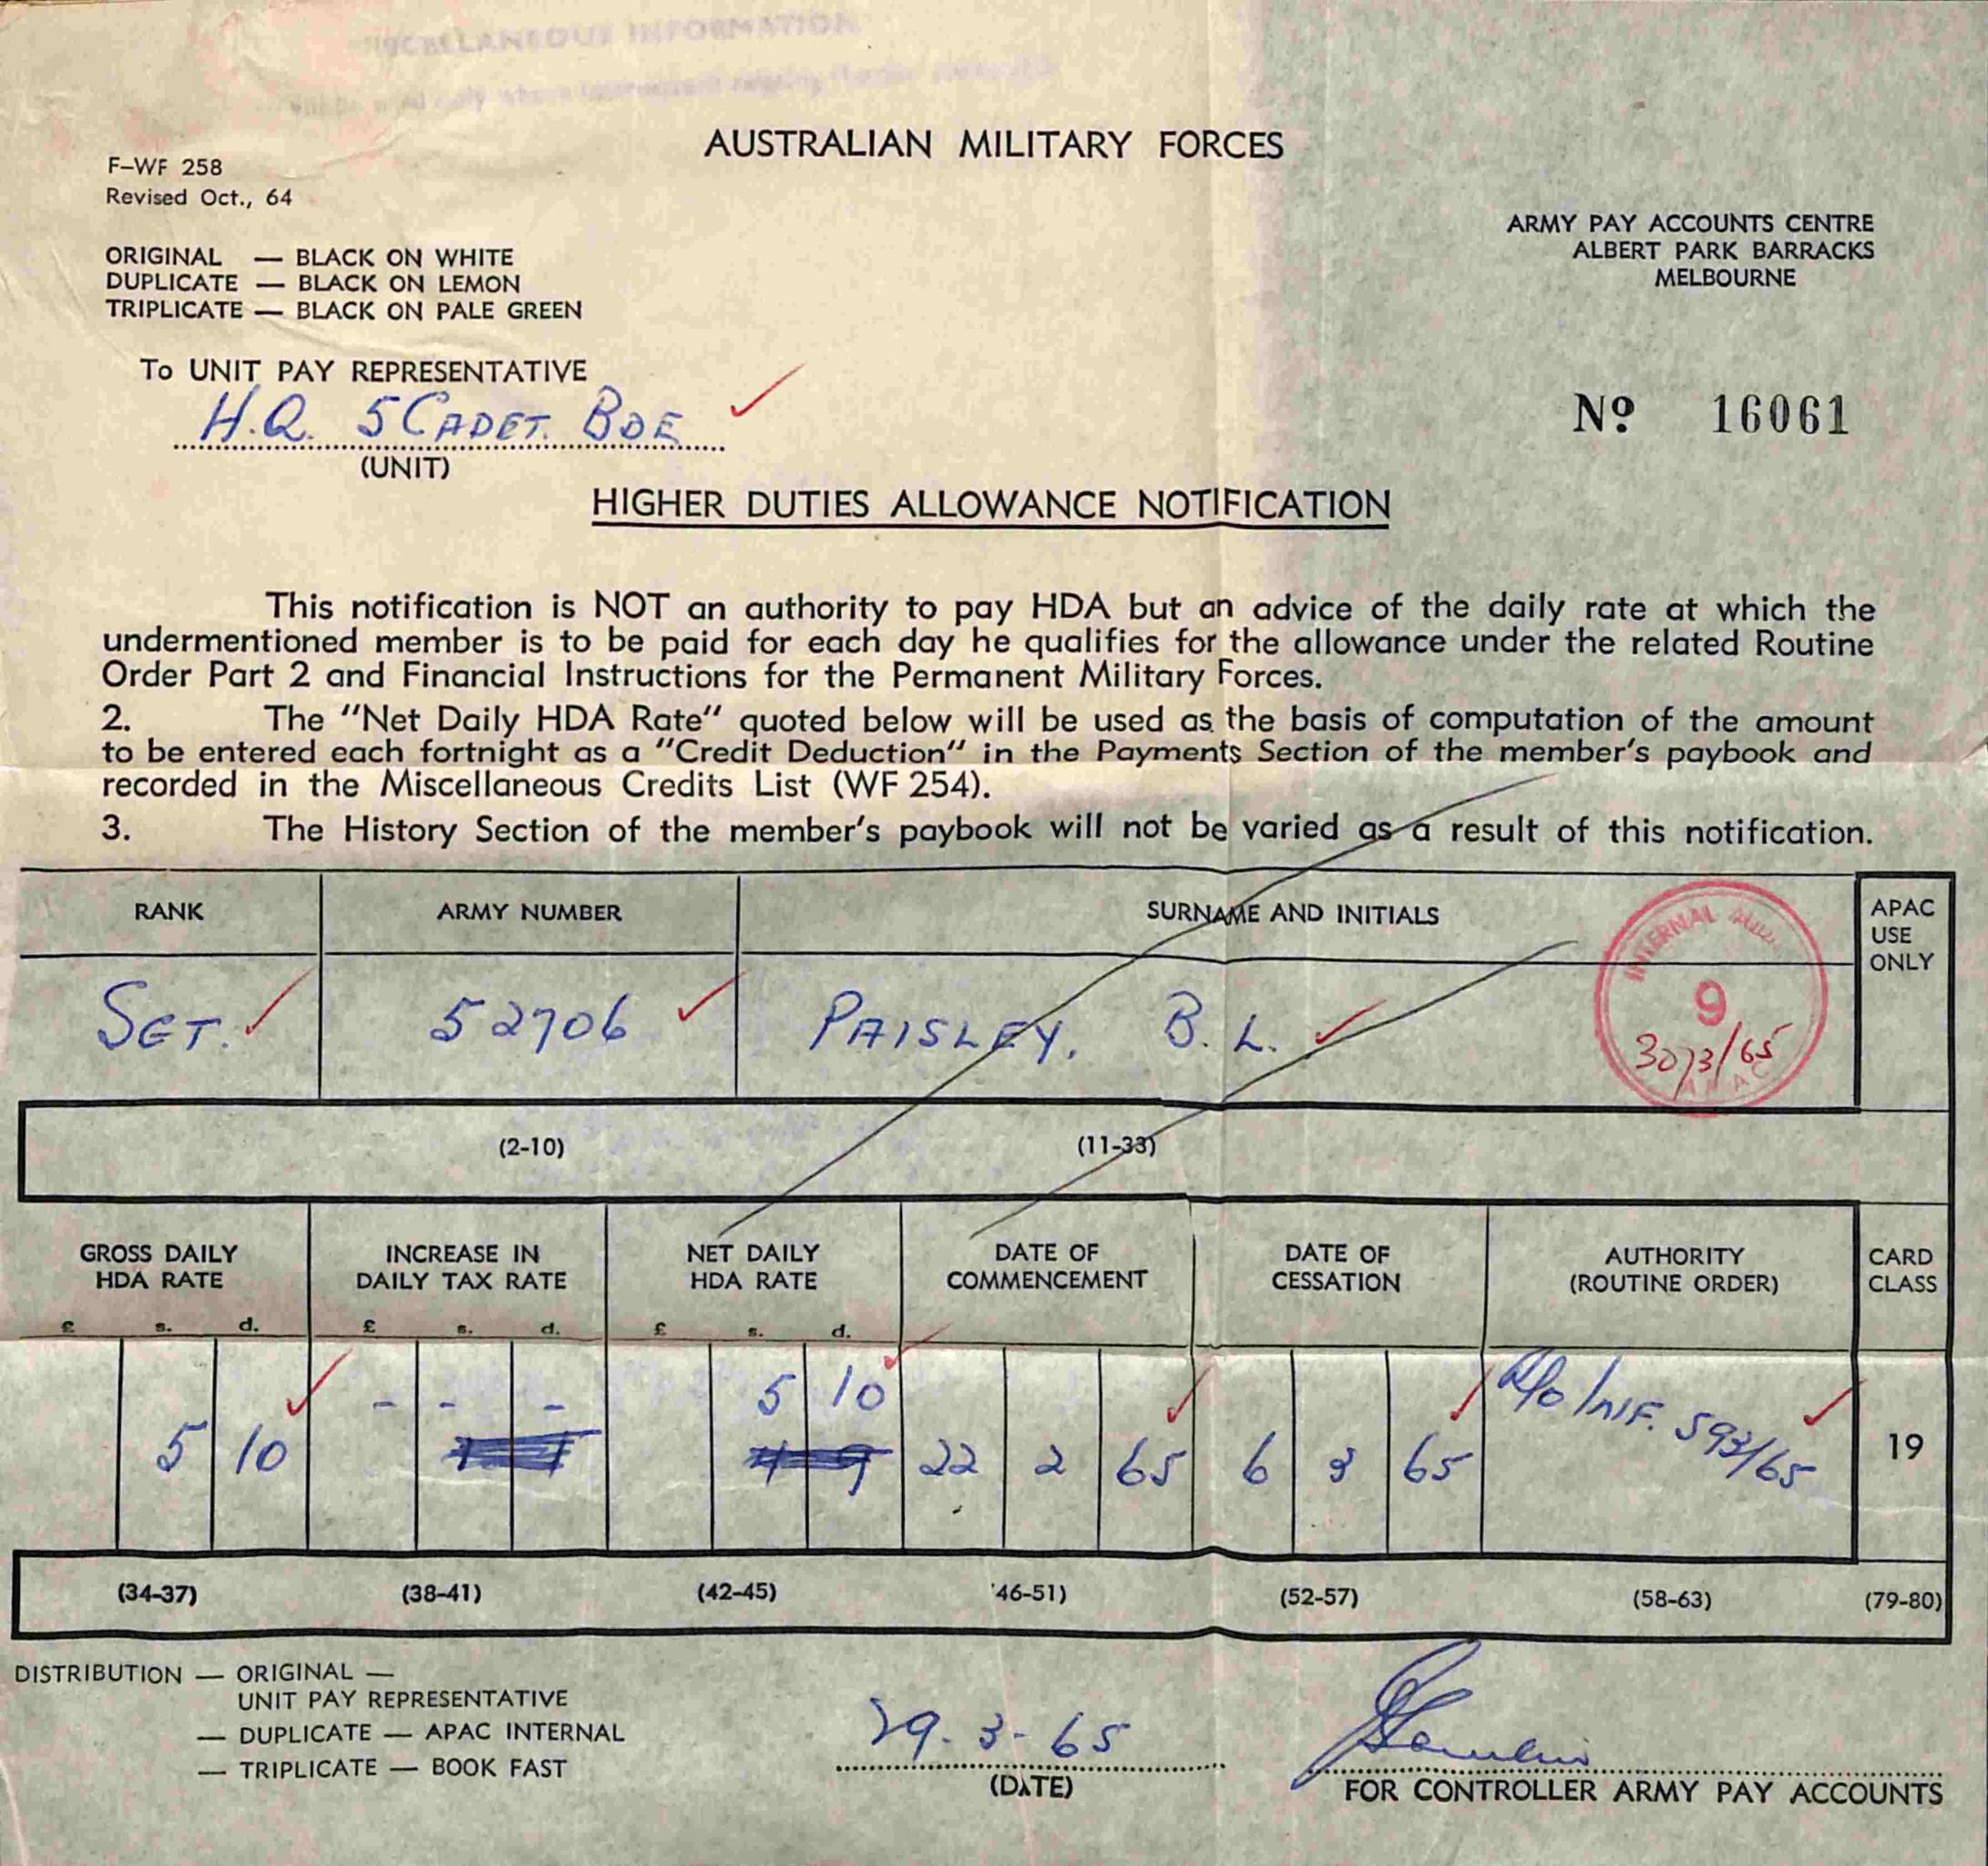 MISCELLANEOUS INFORMATION
AUSTRALIAN MILITARY FORCES
F-WF 258
Revised Oct., 64
ARMY PAY ACCOUNTS CENTRE
ALBERT PARK BARRACKS
MELBOURNE
ORIGINAL — BLACK ON WHITE
DUPLICATE — BLACK ON LEMON
TRIPLICATE — BLACK ON PALE GREEN
To UNIT PAY REPRESENTATIVE
H.Q. 5 CADET. BDE
(UNIT)
Nº 16061
HIGHER DUTIES ALLOWANCE NOTIFICATION
This notification is NOT an authority to pay HDA but an advice of the daily rate at which the
undermentioned member is to be paid for each day he qualifies for the allowance under the related Routine
Order Part 2 and Financial Instructions for the Permanent Military Forces.
2. The "Net Daily HDA Rate" quoted below will be used as the basis of computation of the amount
to be entered each fortnight as a "Credit Deduction" in the Payments Section of the member's paybook and
recorded in the Miscellaneous Credits List (WF 254).
3. The History Section of the member's paybook will not be varied as a result of this notification.
RANK ARMY NUMBER SURNAME AND INITIALS
APAC
USE
ONLY
SGT. 52706 PAISLEY. B. L.
INTERNAL
9
30/3/65
APAC
(2-10) (11-33)
GROSS DAILY
HDA RATE
INCREASE IN
DAILY TAX RATE
NET DAILY
HDA RATE
DATE OF
COMMENCEMENT
DATE OF
CESSATION
AUTHORITY
(ROUTINE ORDER)
CARD
CLASS
£ s. d. £ s. d. £ s. d.
- - - 5 10
5 10 22 2 65 6 3 65 593/65 19
(34-37) (38-41) (42-45) 46-51) (52-57) (58-63) (79-80)
DISTRIBUTION — ORIGINAL —
UNIT PAY REPRESENTATIVE
— DUPLICATE — APAC INTERNAL
— TRIPLICATE — BOOK FAST
29. 3- 65
(DATE)
FOR CONTROLLER ARMY PAY ACCOUNTS